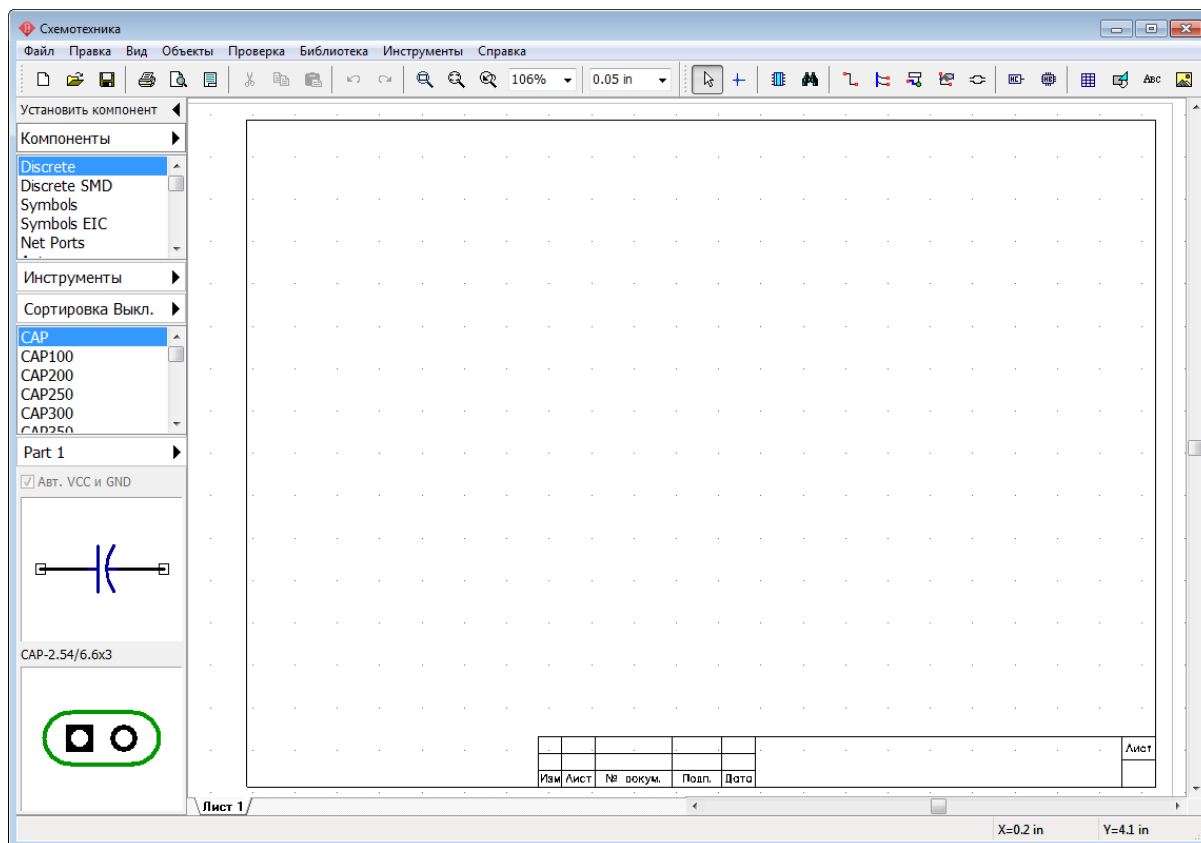 Схемотехника
Файл Правка Вид Объекты Проверка Библиотека Инструменты Справка
106% 0.05 in ABC
Установить компонент
Компоненты
Discrete
Discrete SMD
Symbols
Symbols EIC
Net Ports
Инструменты
Сортировка Выкл.
CAP
CAP100
CAP200
CAP250
CAP300
CAP350
Part 1
Авт. VCC и GND
CAP-2.54/6.6x3
Лист
Изм Лист № докум. Подп. Дата
Лист 1
X=0.2 in Y=4.1 in